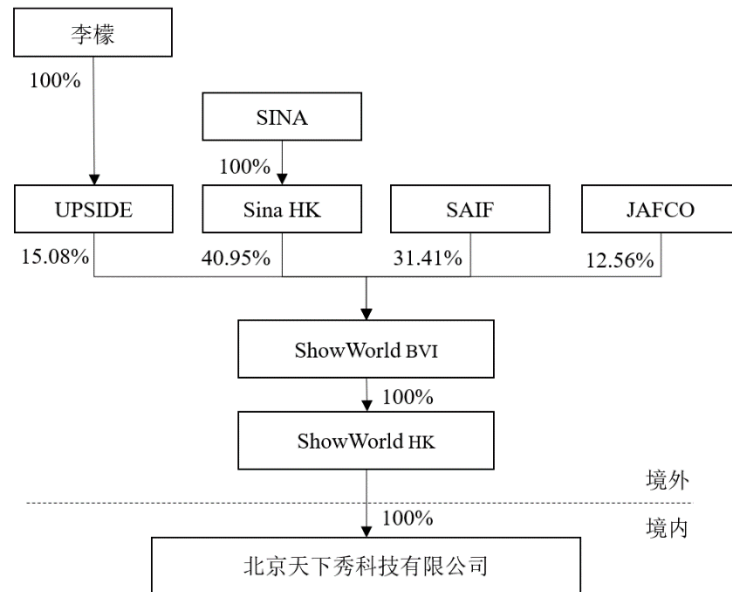 李檬
100%
SINA
100%
UPSIDE
Sina HK
SAIF
JAFCO
15.08%
40.95%
31.41%
12.56%
ShowWorld BVI
100%
ShowWorld HK
境外
100%
境内
北京天下秀科技有限公司